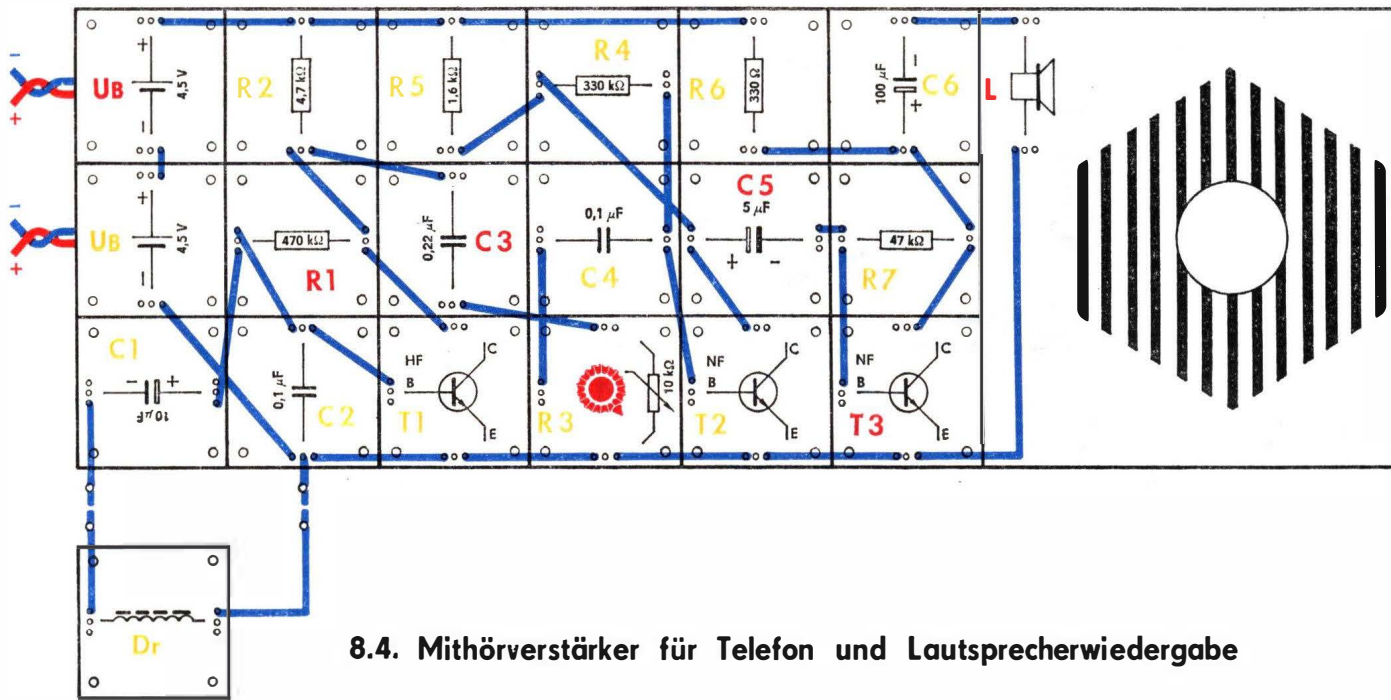 −
+
UB
+
−
4,5 V
R2
4,7 kΩ
R5
1,6 kΩ
R4
330 kΩ
R6
330 Ω
100 µF
−
+
C6
L
−
+
UB
+
−
4,5 V
470 kΩ
R1
0,22 µF
C3
0,1 µF
C4
C5
5 µF
+ −
47 kΩ
R7
C1
− +
10 µF
0,1 µF
C2
HF
B
C
E
T1
R3
10 kΩ
NF
B
C
E
T2
NF
B
C
E
T3
Dr
8.4. Mithörverstärker für Telefon und Lautsprecherwiedergabe